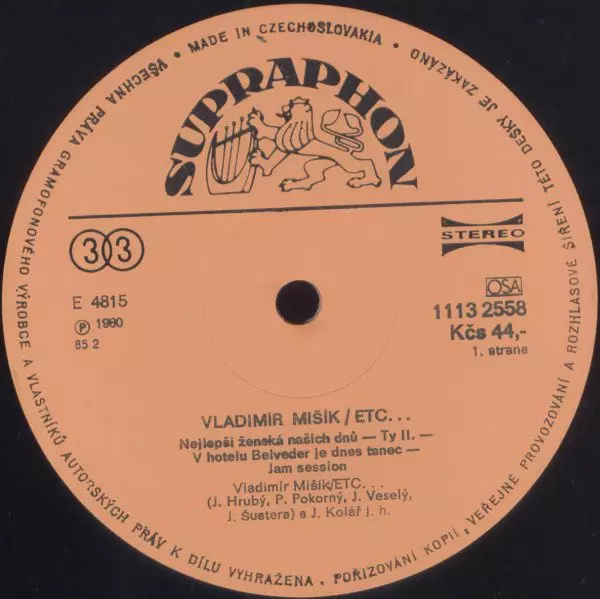 VŠECHNA PRÁVA GRAMOFONOVÉHO VÝROBCE A VLASTNÍKŮ AUTORSKÝCH PRÁV K DÍLU VYHRAŽENA. POŘIZOVÁNÍ KOPIÍ, VEŘEJNÉ PROVOZOVÁNÍ A ROZHLASOVÉ ŠÍŘENÍ TÉTO DESKY JE ZAKÁZÁNO • MADE IN CZECHOSLOVAKIA •
SUPRAPHON
33
STEREO
E 4815
OSA
℗ 1980
1113 2558
85 2
Kčs 44,-
1. strana
VLADIMÍR MIŠÍK / ETC...
Nejlepší ženská našich dnů — Ty II. —
V hotelu Belveder je dnes tanec —
Jam session
Vladimír Mišík/ETC...
(J. Hrubý, P. Pokorný, J. Veselý,
J. Šustera) a J. Kolář j. h.